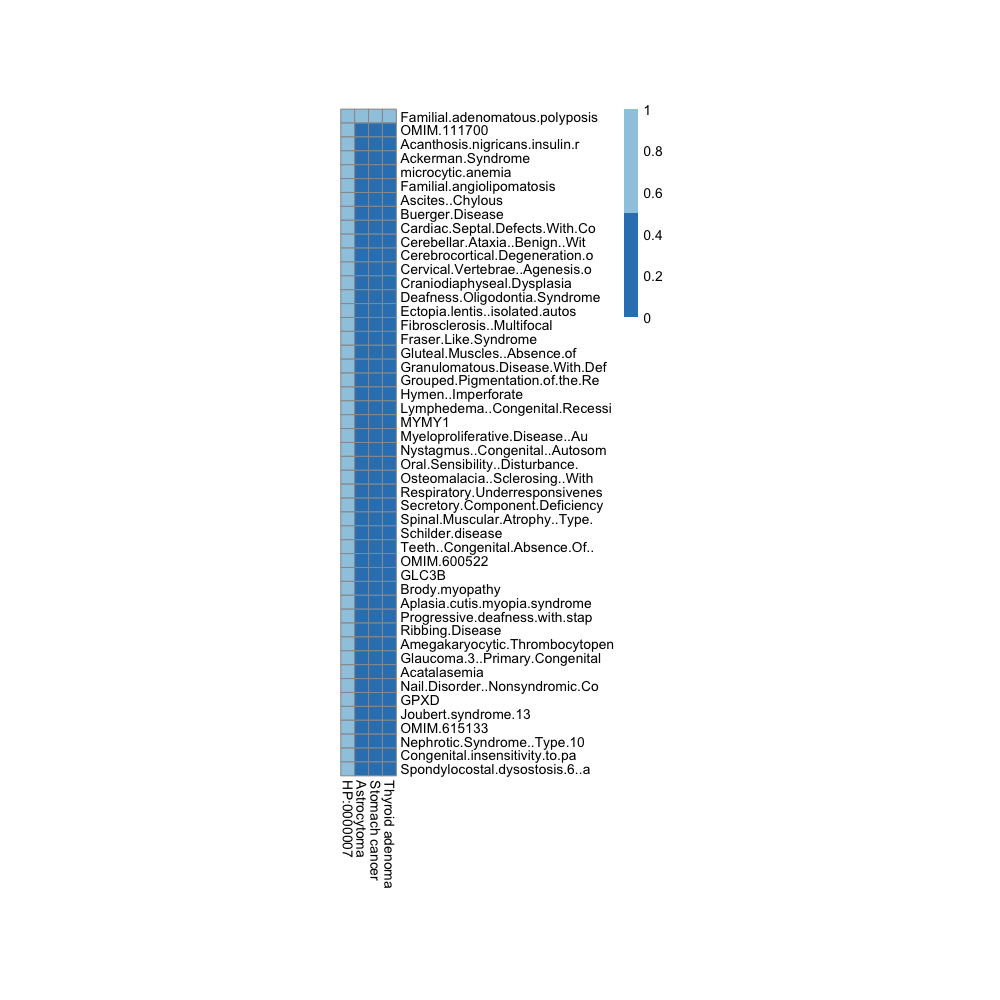 Familial.adenomatous.polyposis
OMIM.111700
Acanthosis.nigricans.insulin.r
Ackerman.Syndrome
microcytic.anemia
Familial.angiolipomatosis
Ascites..Chylous
Buerger.Disease
Cardiac.Septal.Defects.With.Co
Cerebellar.Ataxia..Benign..Wit
Cerebrocortical.Degeneration.o
Cervical.Vertebrae..Agenesis.o
Craniodiaphyseal.Dysplasia
Deafness.Oligodontia.Syndrome
Ectopia.lentis..isolated.autos
Fibrosclerosis..Multifocal
Fraser.Like.Syndrome
Gluteal.Muscles..Absence.of
Granulomatous.Disease.With.Def
Grouped.Pigmentation.of.the.Re
Hymen..Imperforate
Lymphedema..Congenital.Recessi
MYMY1
Myeloproliferative.Disease..Au
Nystagmus..Congenital..Autosom
Oral.Sensibility..Disturbance.
Osteomalacia..Sclerosing..With
Respiratory.Underresponsivenes
Secretory.Component.Deficiency
Spinal.Muscular.Atrophy..Type.
Schilder.disease
Teeth..Congenital.Absence.Of..
OMIM.600522
GLC3B
Brody.myopathy
Aplasia.cutis.myopia.syndrome
Progressive.deafness.with.stap
Ribbing.Disease
Amegakaryocytic.Thrombocytopen
Glaucoma.3..Primary.Congenital
Acatalasemia
Nail.Disorder..Nonsyndromic.Co
GPXD
Joubert.syndrome.13
OMIM.615133
Nephrotic.Syndrome..Type.10
Congenital.insensitivity.to.pa
Spondylocostal.dysostosis.6..a
HP:0000007
Astrocytoma
Stomach cancer
Thyroid adenoma
1
0.8
0.6
0.4
0.2
0